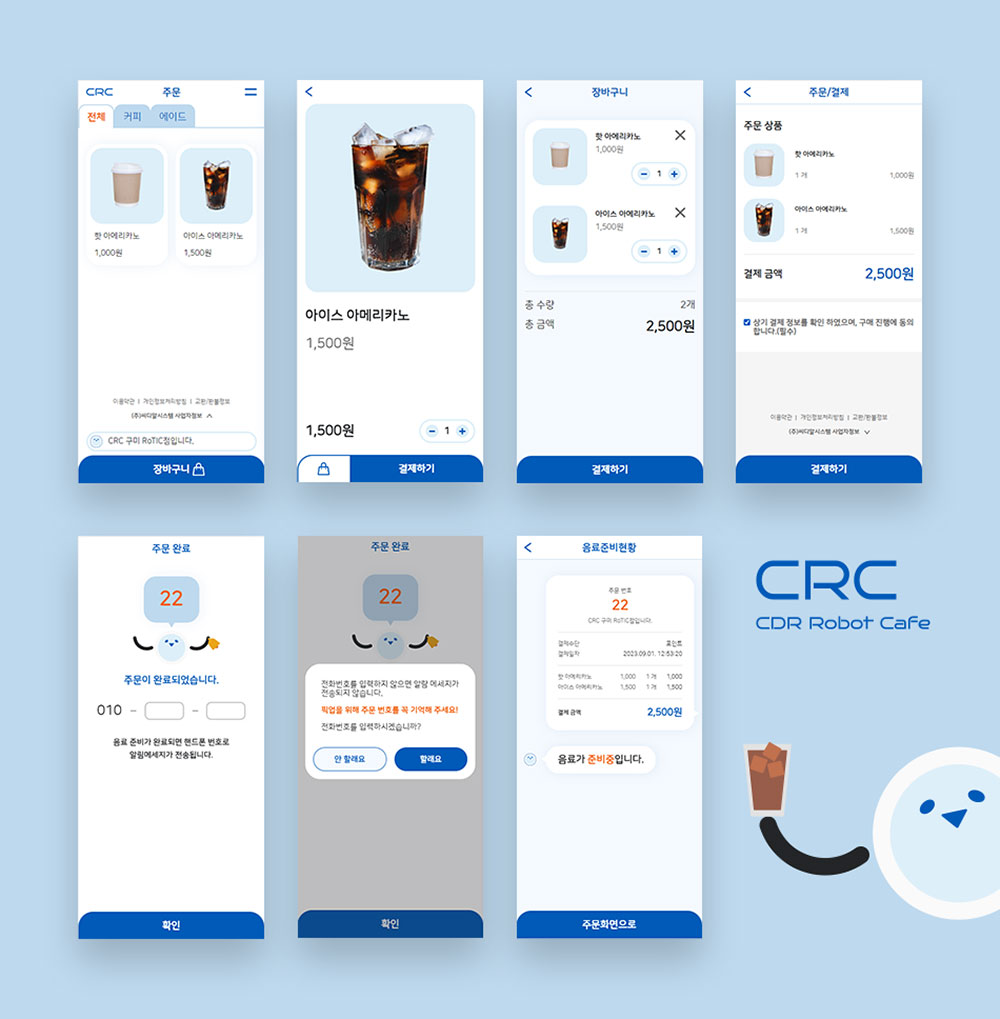 CRC 주문
전체 커피 에이드
핫 아메리카노
1,000원
아이스 아메리카노
1,500원
이용약관 | 개인정보처리방침 | 교환/환불정보
(주)씨디알시스템 사업자정보
CRC 구미 RoTIC점입니다.
장바구니
아이스 아메리카노
1,500원
1,500원
1
결제하기
장바구니
핫 아메리카노
1,000원
1
아이스 아메리카노
1,500원
1
총 수량 2개
총 금액 2,500원
결제하기
주문/결제
주문 상품
핫 아메리카노
1 개 1,000원
아이스 아메리카노
1 개 1,500원
결제 금액 2,500원
상기 결제 정보를 확인 하였으며, 구매 진행에 동의
합니다.(필수)
이용약관 | 개인정보처리방침 | 교환/환불정보
(주)씨디알시스템 사업자정보
결제하기
주문 완료
22
주문이 완료되었습니다.
010 - -
음료 준비가 완료되면 핸드폰 번호로
알림메세지가 전송됩니다.
확인
주문 완료
22
전화번호를 입력하지 않으면 알람 메세지가
전송되지 않습니다.
픽업을 위해 주문 번호를 꼭 기억해 주세요!
전화번호를 입력하시겠습니까?
안 할래요
할래요
확인
음료준비현황
주문 번호
22
CRC 구미 RoTIC점입니다.
결제수단 포인트
결제일자 2023.09.01. 12:53:20
핫 아메리카노 1,000 1 개 1,000
아이스 아메리카노 1,500 1 개 1,500
결제 금액 2,500원
음료가 준비중입니다.
주문화면으로
CRC
CDR Robot Cafe